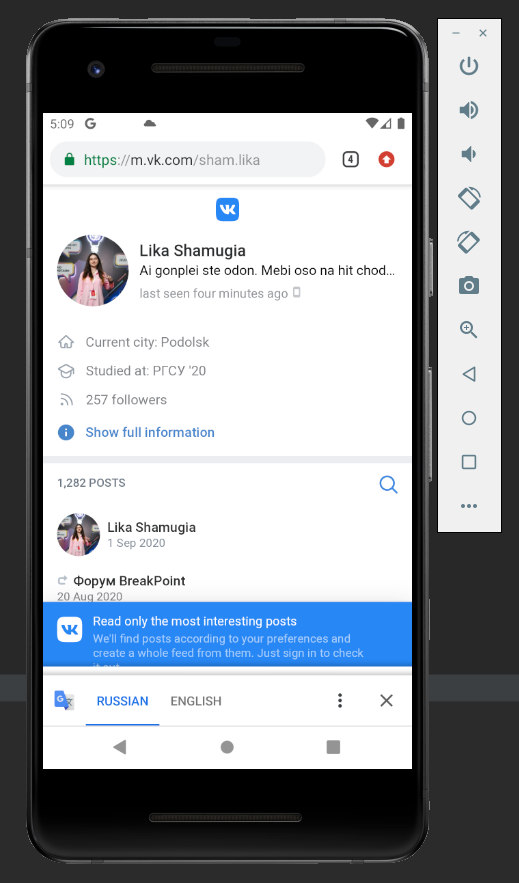 5:09
4
https://m.vk.com/sham.lika
Lika Shamugia
Ai gonplei ste odon. Mebi oso na hit chod...
last seen four minutes ago
Current city: Podolsk
Studied at: РГСУ '20
257 followers
Show full information
1,282 POSTS
Lika Shamugia
1 Sep 2020
Форум BreakPoint
20 Aug 2020
Read only the most interesting posts
We'll find posts according to your preferences and
create a whole feed from them. Just sign in to check
it out.
RUSSIAN
ENGLISH